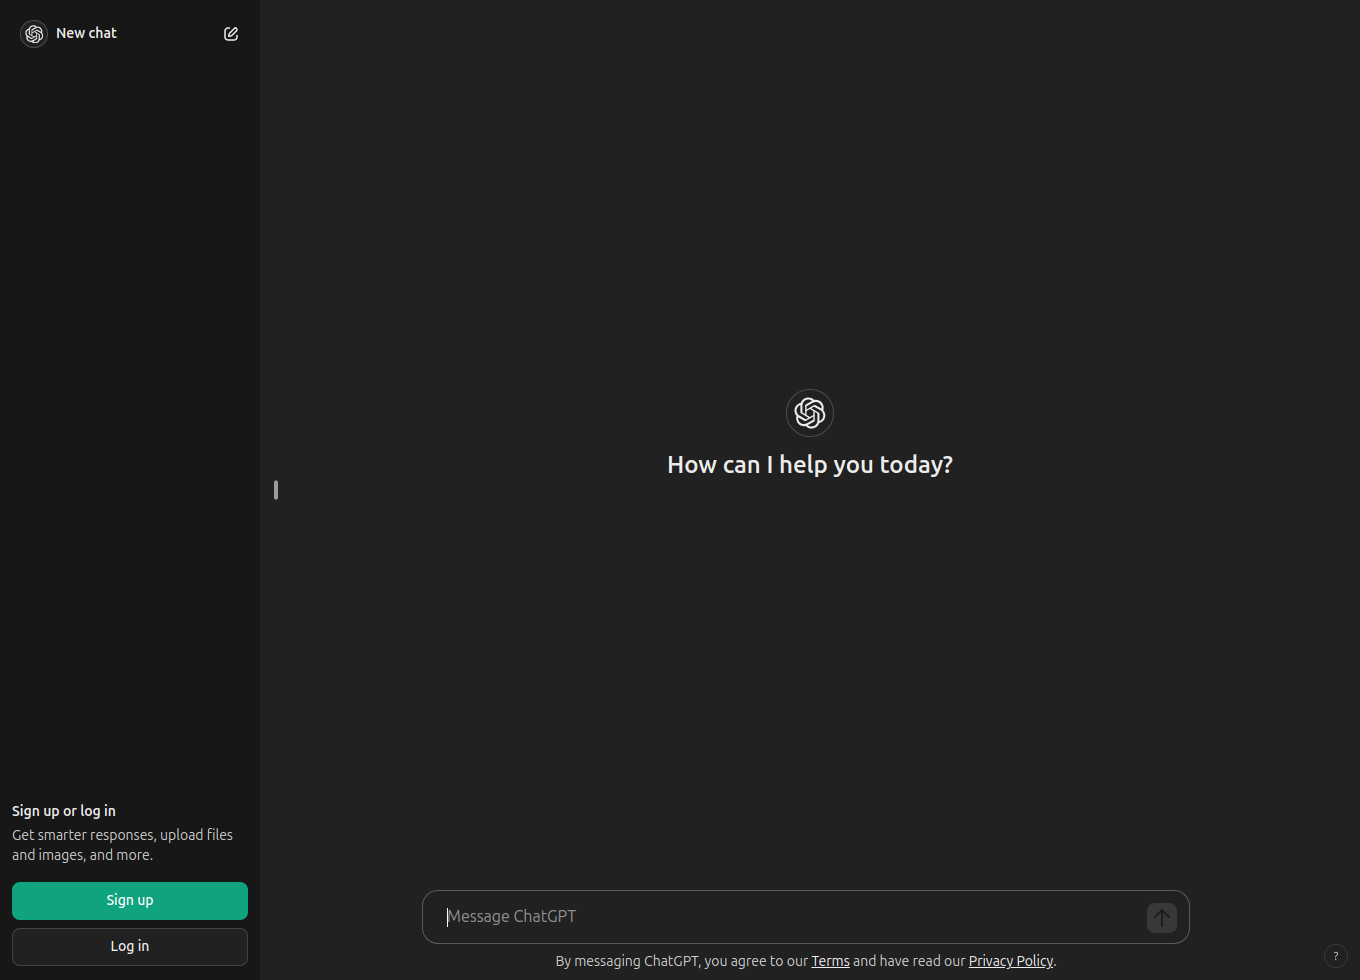 New chat
How can I help you today?
Sign up or log in
Get smarter responses, upload files
and images, and more.
Sign up
Log in
Message ChatGPT
By messaging ChatGPT, you agree to our Terms and have read our Privacy Policy.
?